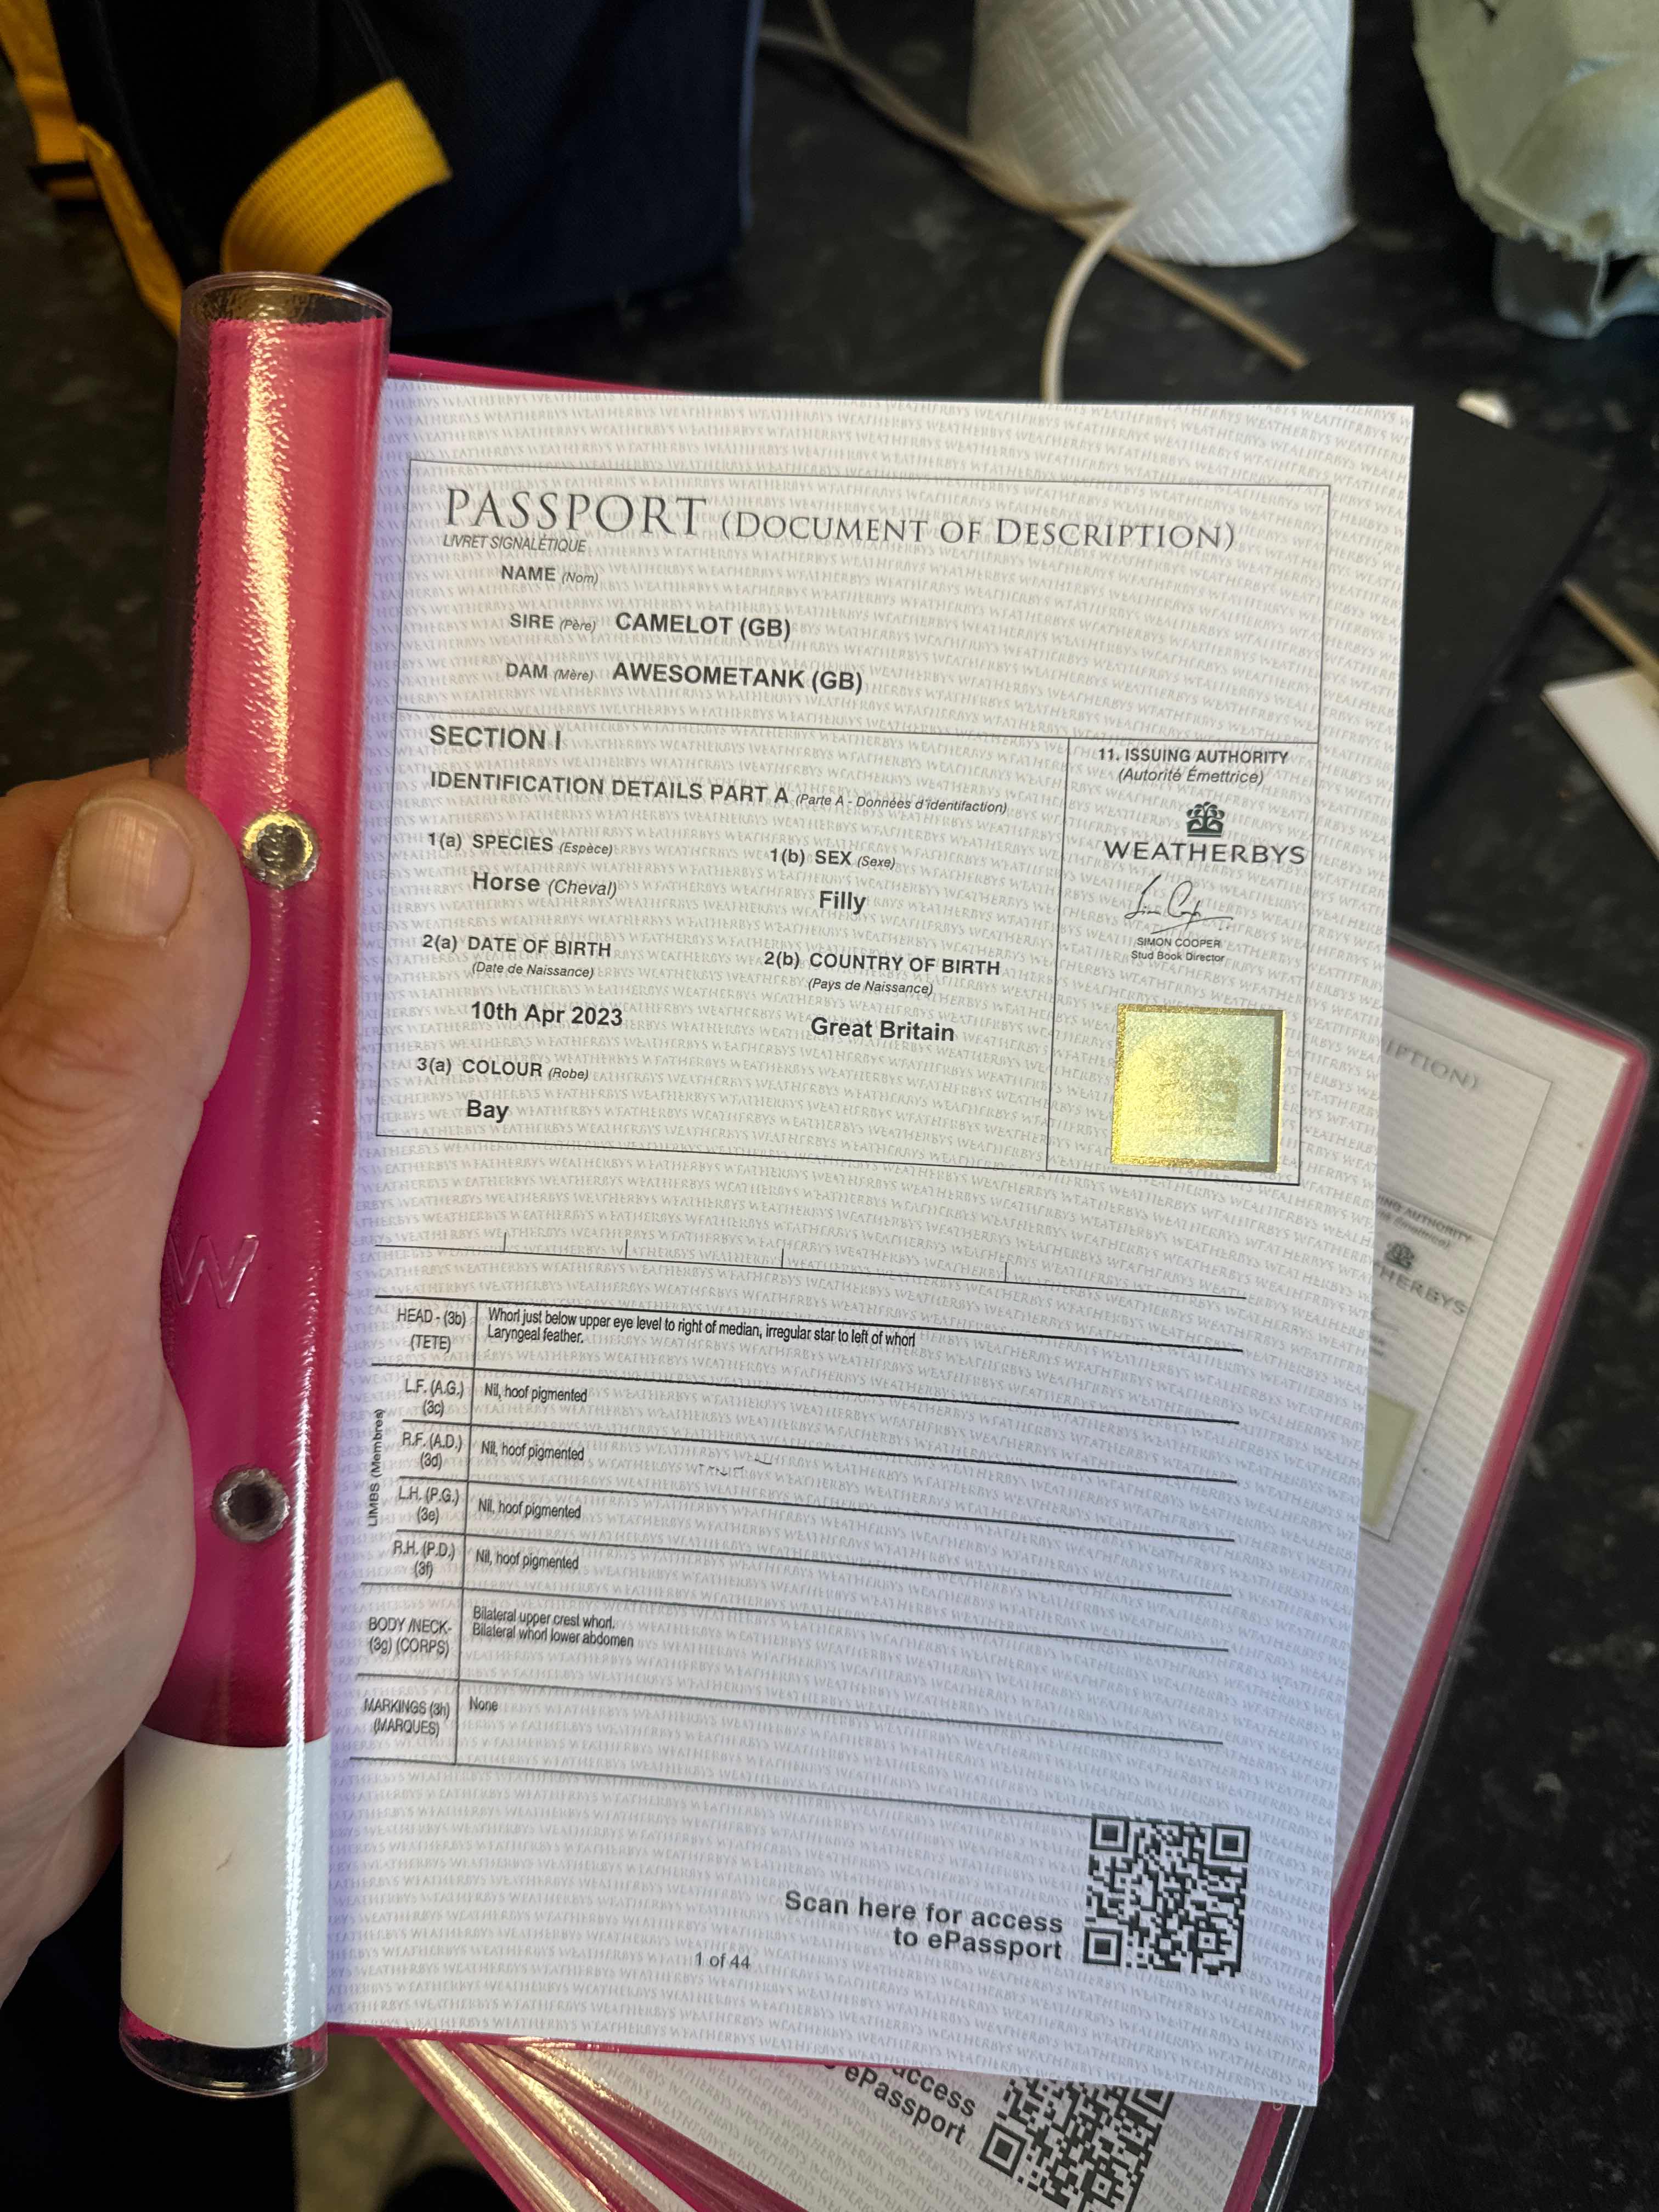 PASSPORT (DOCUMENT OF DESCRIPTION)
LIVRET SIGNALÉTIQUE
NAME (Nom)
SIRE (Père) CAMELOT (GB)
DAM (Mère) AWESOMETANK (GB)
SECTION I
IDENTIFICATION DETAILS PART A (Parte A - Données d'identifaction)
1(a) SPECIES (Espèce)
Horse (Cheval)
1(b) SEX (Sexe)
Filly
2(a) DATE OF BIRTH
(Date de Naissance)
10th Apr 2023
2(b) COUNTRY OF BIRTH
(Pays de Naissance)
Great Britain
3(a) COLOUR (Robe)
Bay
11. ISSUING AUTHORITY
(Autorité Émettrice)
WEATHERBYS
SIMON COOPER
Stud Book Director
HEAD - (3b)
(TETE)
Whorl just below upper eye level to right of median, irregular star to left of whorl
Laryngeal feather.
LIMBS (Membres)
L.F. (A.G.)
(3c)
Nil, hoof pigmented
R.F. (A.D.)
(3d)
Nil, hoof pigmented
L.H. (P.G.)
(3e)
Nil, hoof pigmented
R.H. (P.D.)
(3f)
Nil, hoof pigmented
BODY /NECK-
(3g) (CORPS)
Bilateral upper crest whorl.
Bilateral whorl lower abdomen
MARKINGS (3h)
(MARQUES)
None
Scan here for access
to ePassport
1 of 44
W
IPTION)
ING AUTHORITY
HERBYS
access
ePassport